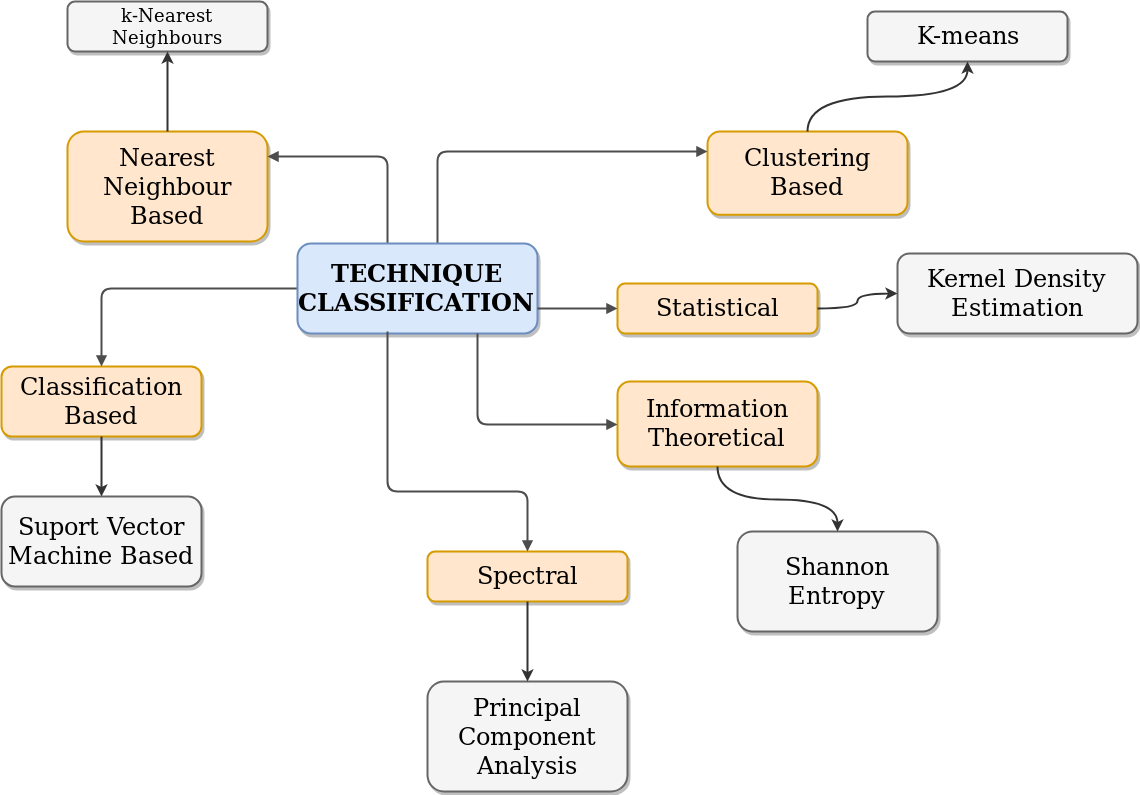 k-Nearest
Neighbours
K-means
Nearest
Neighbour
Based
Clustering
Based
TECHNIQUE
CLASSIFICATION
Statistical
Kernel Density
Estimation
Classification
Based
Information
Theoretical
Suport Vector
Machine Based
Spectral
Shannon
Entropy
Principal
Component
Analysis